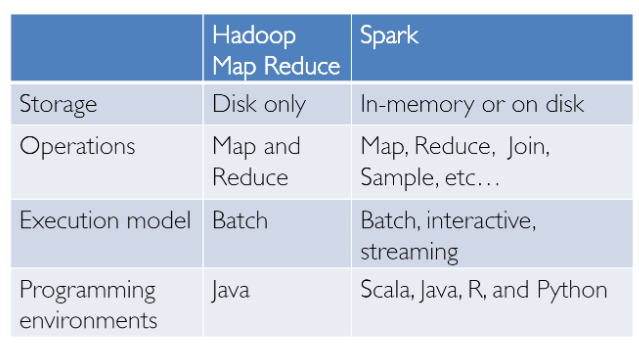 Hadoop
Map Reduce
Spark
Storage
Disk only
In-memory or on disk
Operations
Map and
Reduce
Map, Reduce, Join,
Sample, etc…
Execution model
Batch
Batch, interactive,
streaming
Programming
environments
Java
Scala, Java, R, and Python